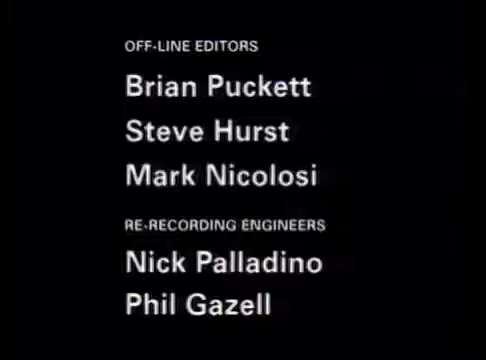 OFF-LINE EDITORS
Brian Puckett
Steve Hurst
Mark Nicolosi
RE-RECORDING ENGINEERS
Nick Palladino
Phil Gazell